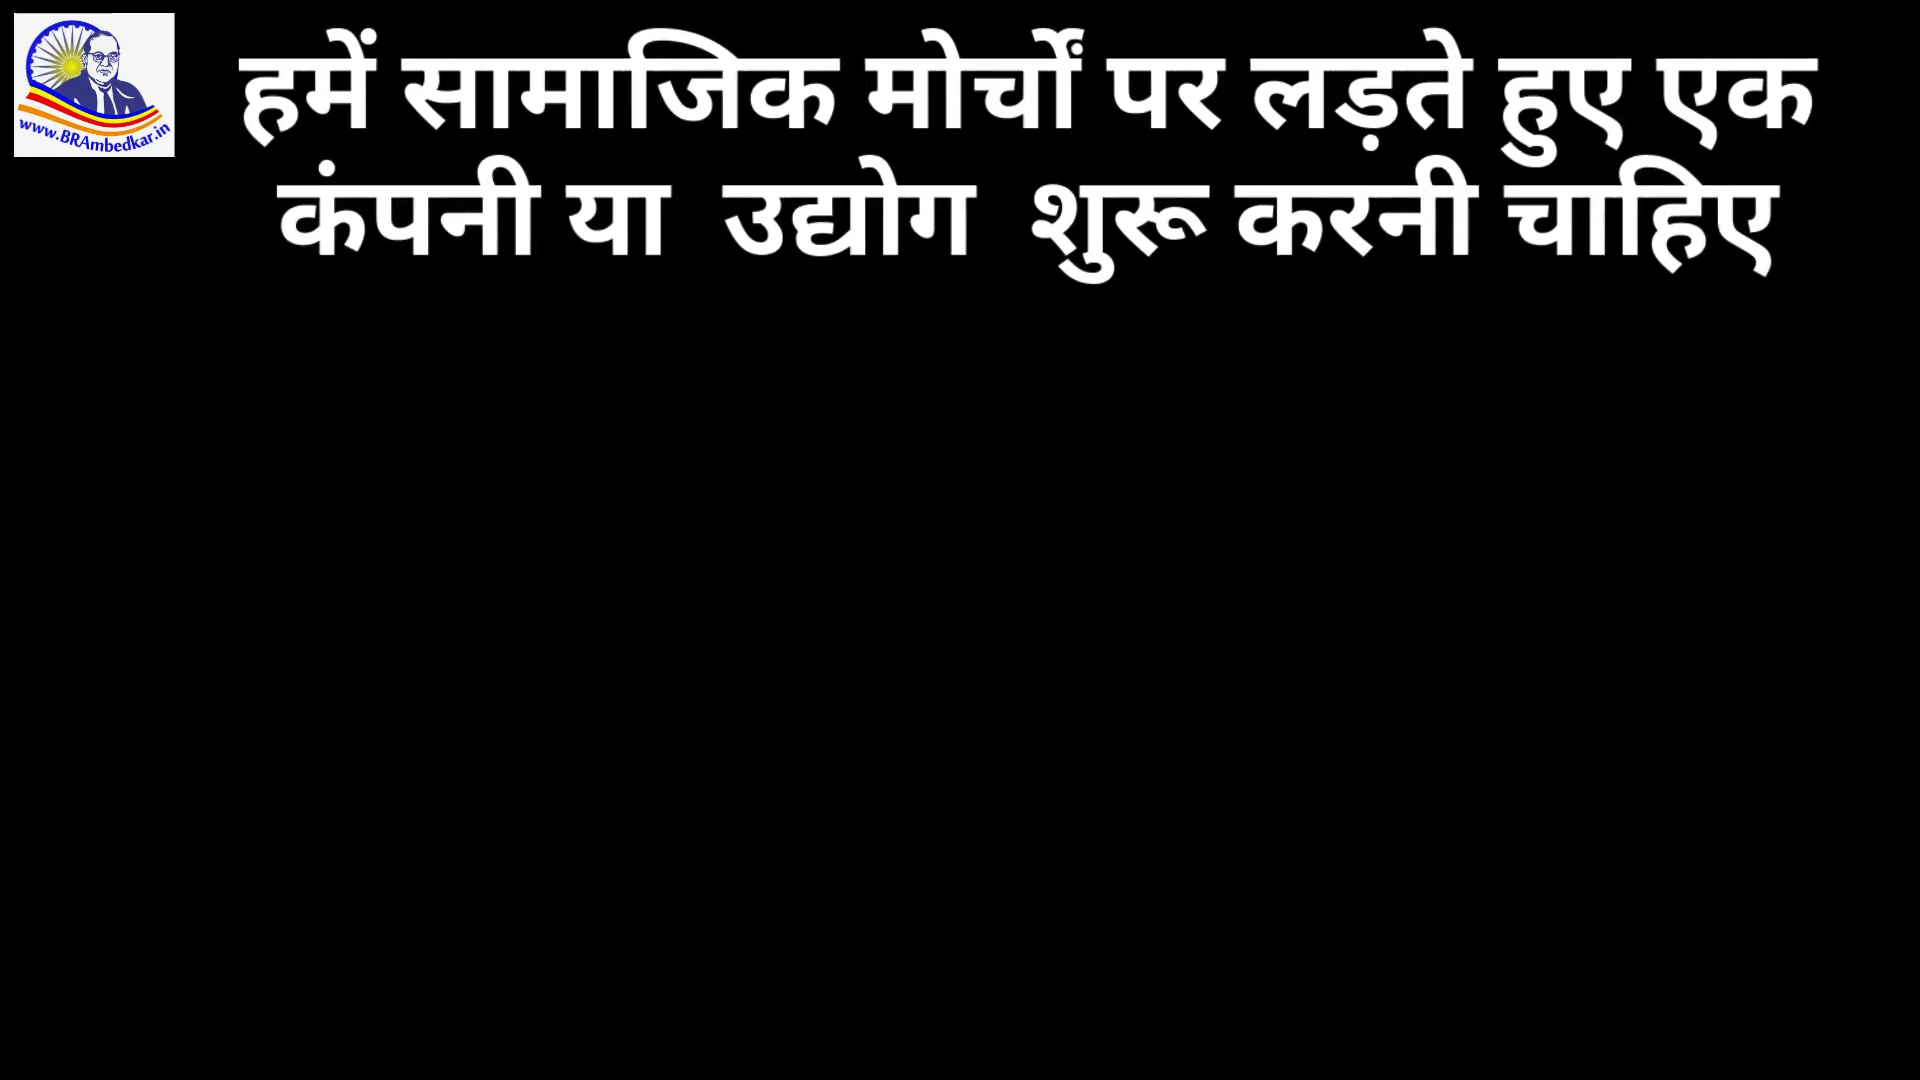 www.BRAmbedkar.in
हमें सामाजिक मोर्चों पर लड़ते हुए एक
कंपनी या उद्योग शुरू करनी चाहिए